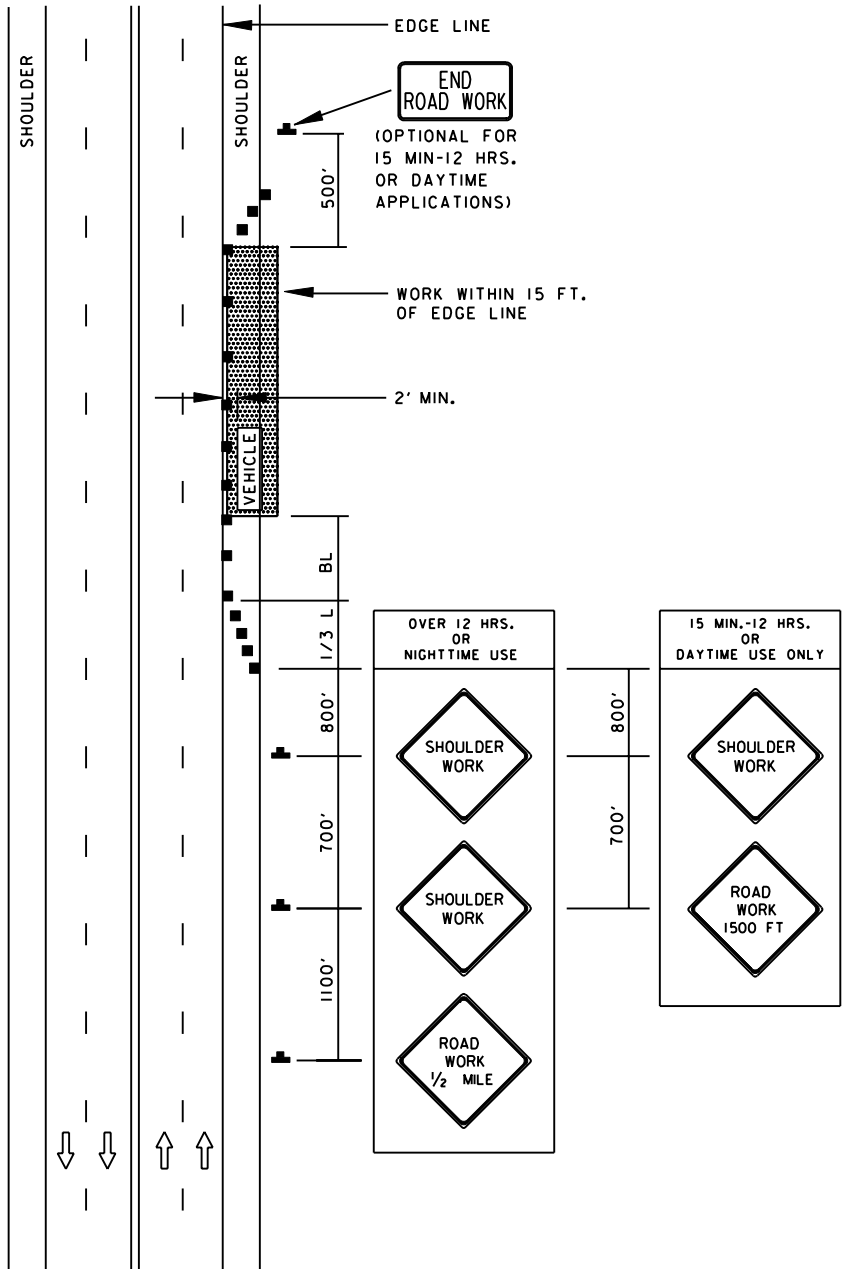 EDGE LINE
SHOULDER
SHOULDER
END
ROAD WORK
(OPTIONAL FOR
15 MIN-12 HRS.
OR DAYTIME
APPLICATIONS)
500'
WORK WITHIN 15 FT.
OF EDGE LINE
2' MIN.
VEHICLE
BL
1/3 L
800'
700'
1100'
OVER 12 HRS.
OR
NIGHTTIME USE
SHOULDER
WORK
SHOULDER
WORK
ROAD
WORK
1/2 MILE
800'
700'
15 MIN.-12 HRS.
OR
DAYTIME USE ONLY
SHOULDER
WORK
ROAD
WORK
1500 FT